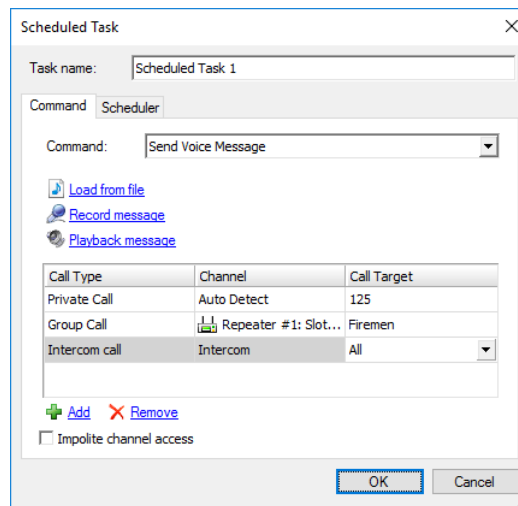 Scheduled Task
Task name: Scheduled Task 1
Command Scheduler
Command: Send Voice Message
Load from file
Record message
Playback message
Call Type Channel Call Target
Private Call Auto Detect 125
Group Call Repeater #1: Slot... Firemen
Intercom call Intercom All
Add Remove
Impolite channel access
OK Cancel